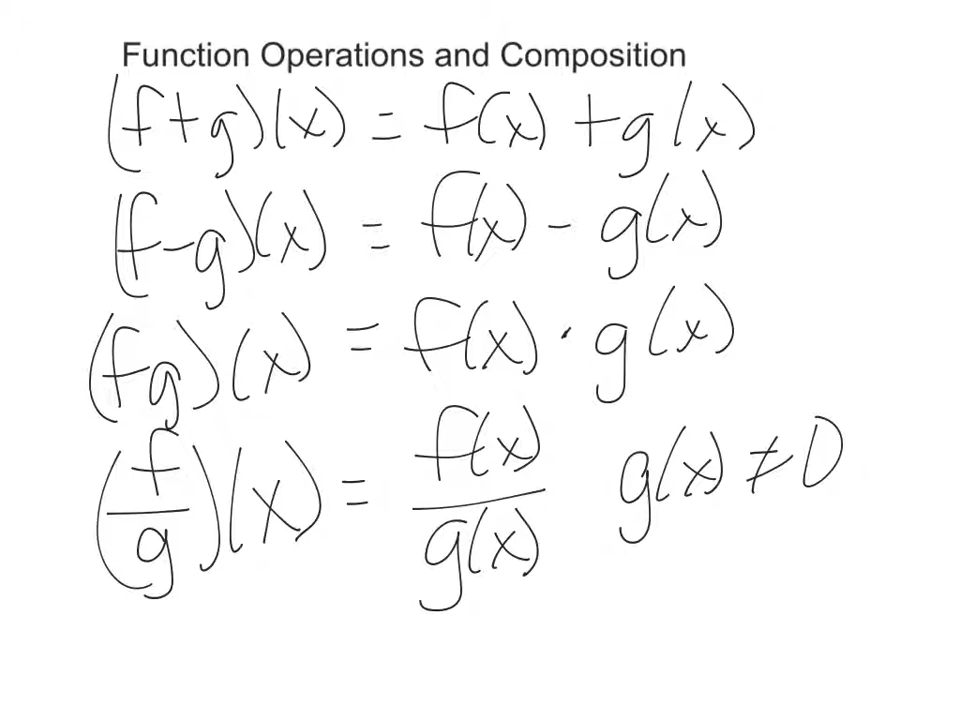 Function Operations and Composition
(f+g)(x) = f(x) + g(x)
(f-g)(x) = f(x) - g(x)
(fg)(x) = f(x) · g(x)
(f/g)(x) = f(x)/g(x) g(x) ≠ 0